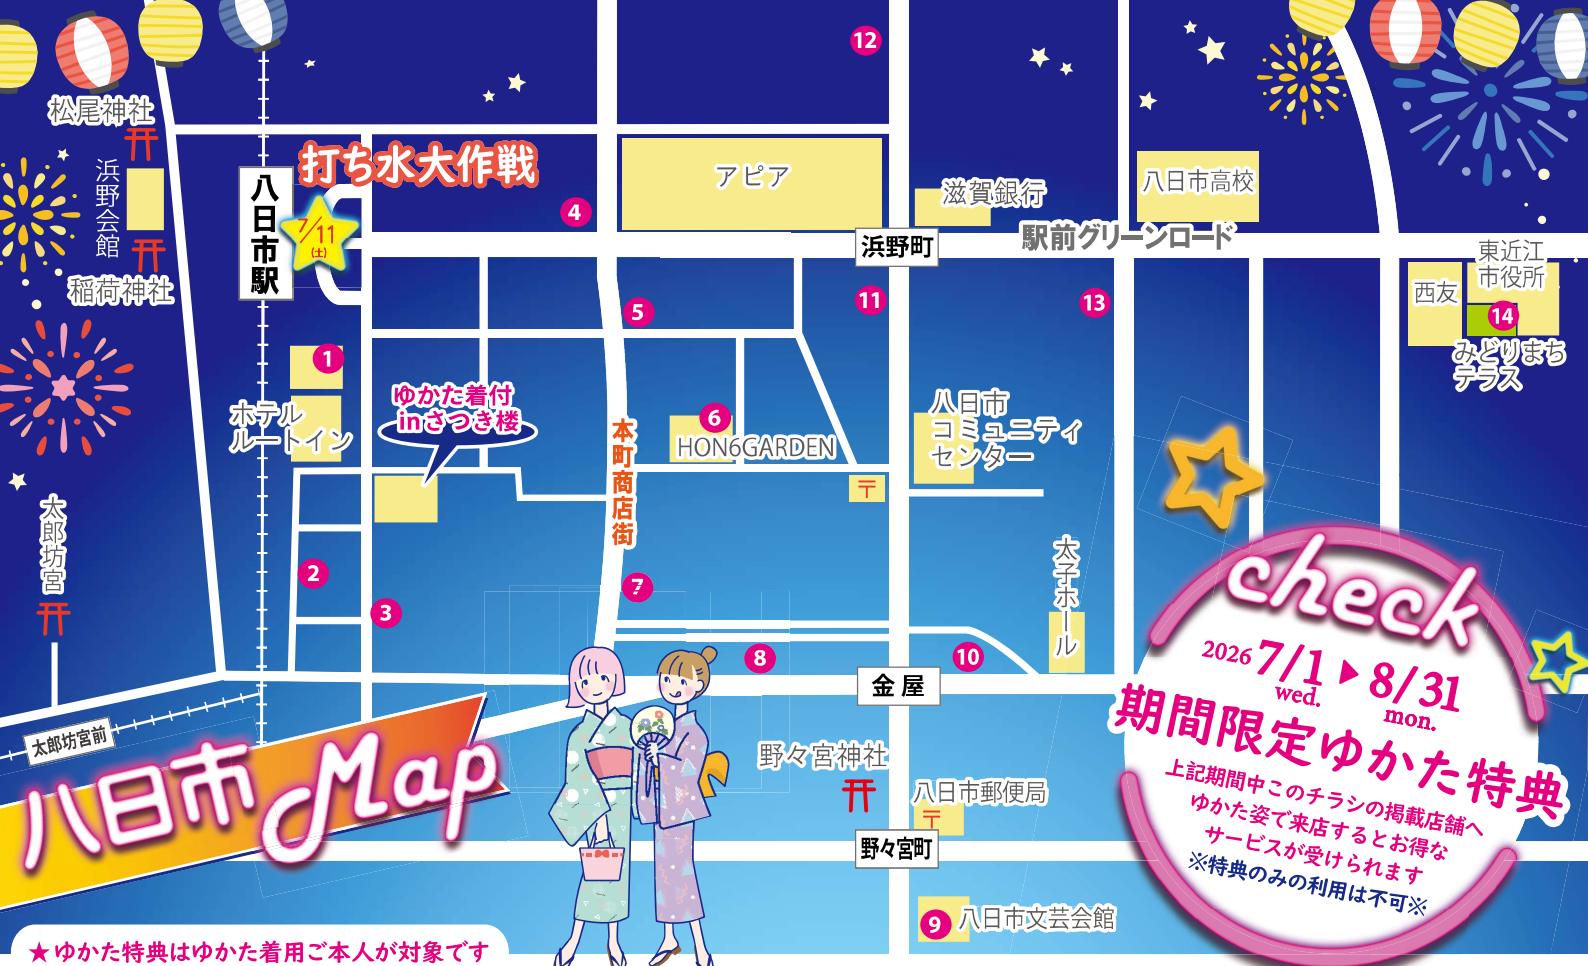 松尾神社
浜野会館
稲荷神社
八日市駅
打ち水大作戦
7/11
(土)
アピア
滋賀銀行
八日市高校
駅前グリーンロード
浜野町
東近江
市役所
西友
みどりまち
テラス
12
4
5
11
13
14
1
ホテル
ルートイン
ゆかた着付
inさつき楼
6
HON6GARDEN
本町商店街
〒
八日市
コミュニティ
センター
太郎坊宮
2
3
7
8
10
太子ホール
金屋
太郎坊宮前
八日市Map
野々宮神社
八日市郵便局
〒
野々宮町
9
八日市文芸会館
check
2026 7/1 ▶ 8/31
wed. mon.
期間限定ゆかた特典
上記期間中このチラシの掲載店舗へ
ゆかた姿で来店するとお得な
サービスが受けられます
※特典のみの利用は不可※
★ゆかた特典はゆかた着用ご本人が対象です